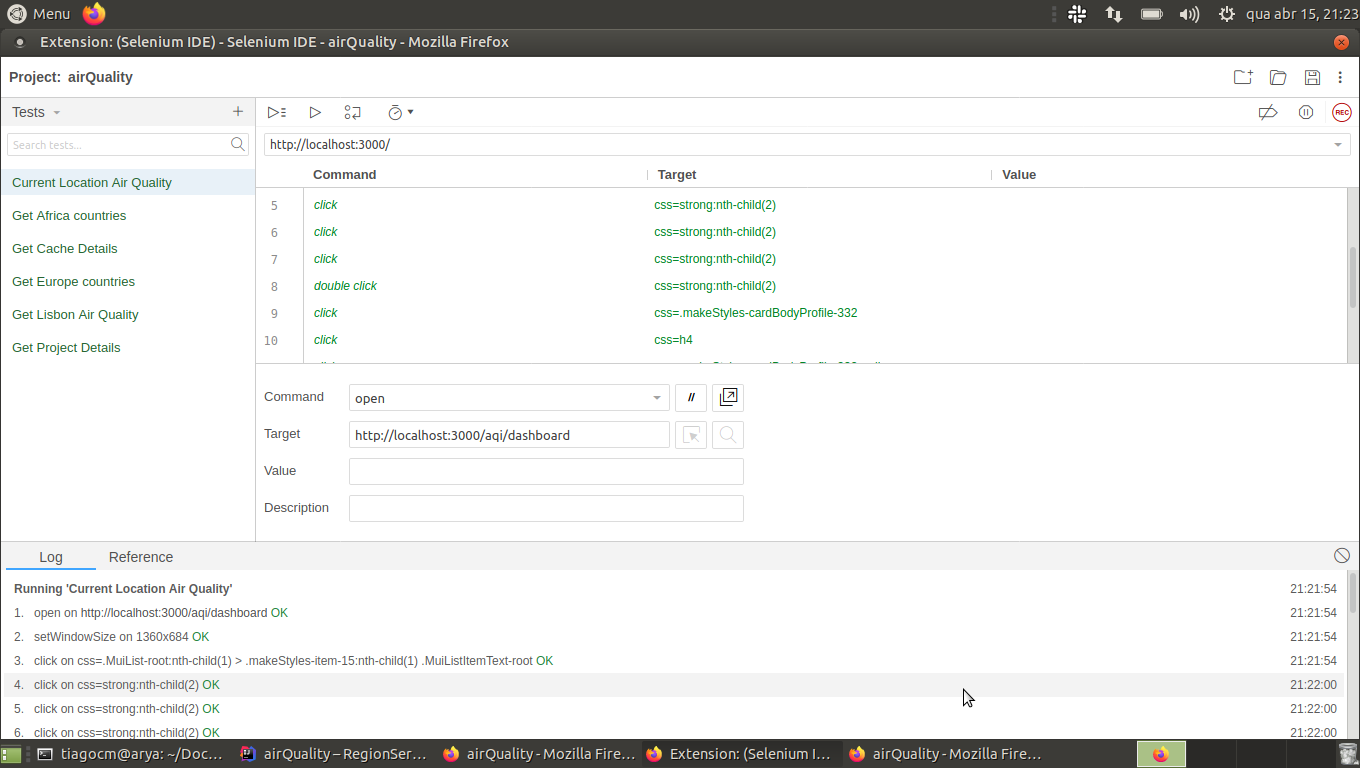 Menu qua abr 15, 21:23
Extension: (Selenium IDE) - Selenium IDE - airQuality - Mozilla Firefox
Project: airQuality
Tests
Search tests...
REC
http://localhost:3000/
Current Location Air Quality
Get Africa countries
Get Cache Details
Get Europe countries
Get Lisbon Air Quality
Get Project Details
Command Target Value
5 click css=strong:nth-child(2)
6 click css=strong:nth-child(2)
7 click css=strong:nth-child(2)
8 double click css=strong:nth-child(2)
9 click css=.makeStyles-cardBodyProfile-332
10 click css=h4
Command open //
Target http://localhost:3000/aqi/dashboard
Value
Description
Log Reference
Running 'Current Location Air Quality' 21:21:54
1. open on http://localhost:3000/aqi/dashboard OK 21:21:54
2. setWindowSize on 1360x684 OK 21:21:54
3. click on css=.MuiList-root:nth-child(1) > .makeStyles-item-15:nth-child(1) .MuiListItemText-root OK 21:21:54
4. click on css=strong:nth-child(2) OK 21:22:00
5. click on css=strong:nth-child(2) OK 21:22:00
6. click on css=strong:nth-child(2) OK 21:22:00
tiagocm@arya: ~/Doc... airQuality – RegionSer... airQuality - Mozilla Fire... Extension: (Selenium I... airQuality - Mozilla Fire...